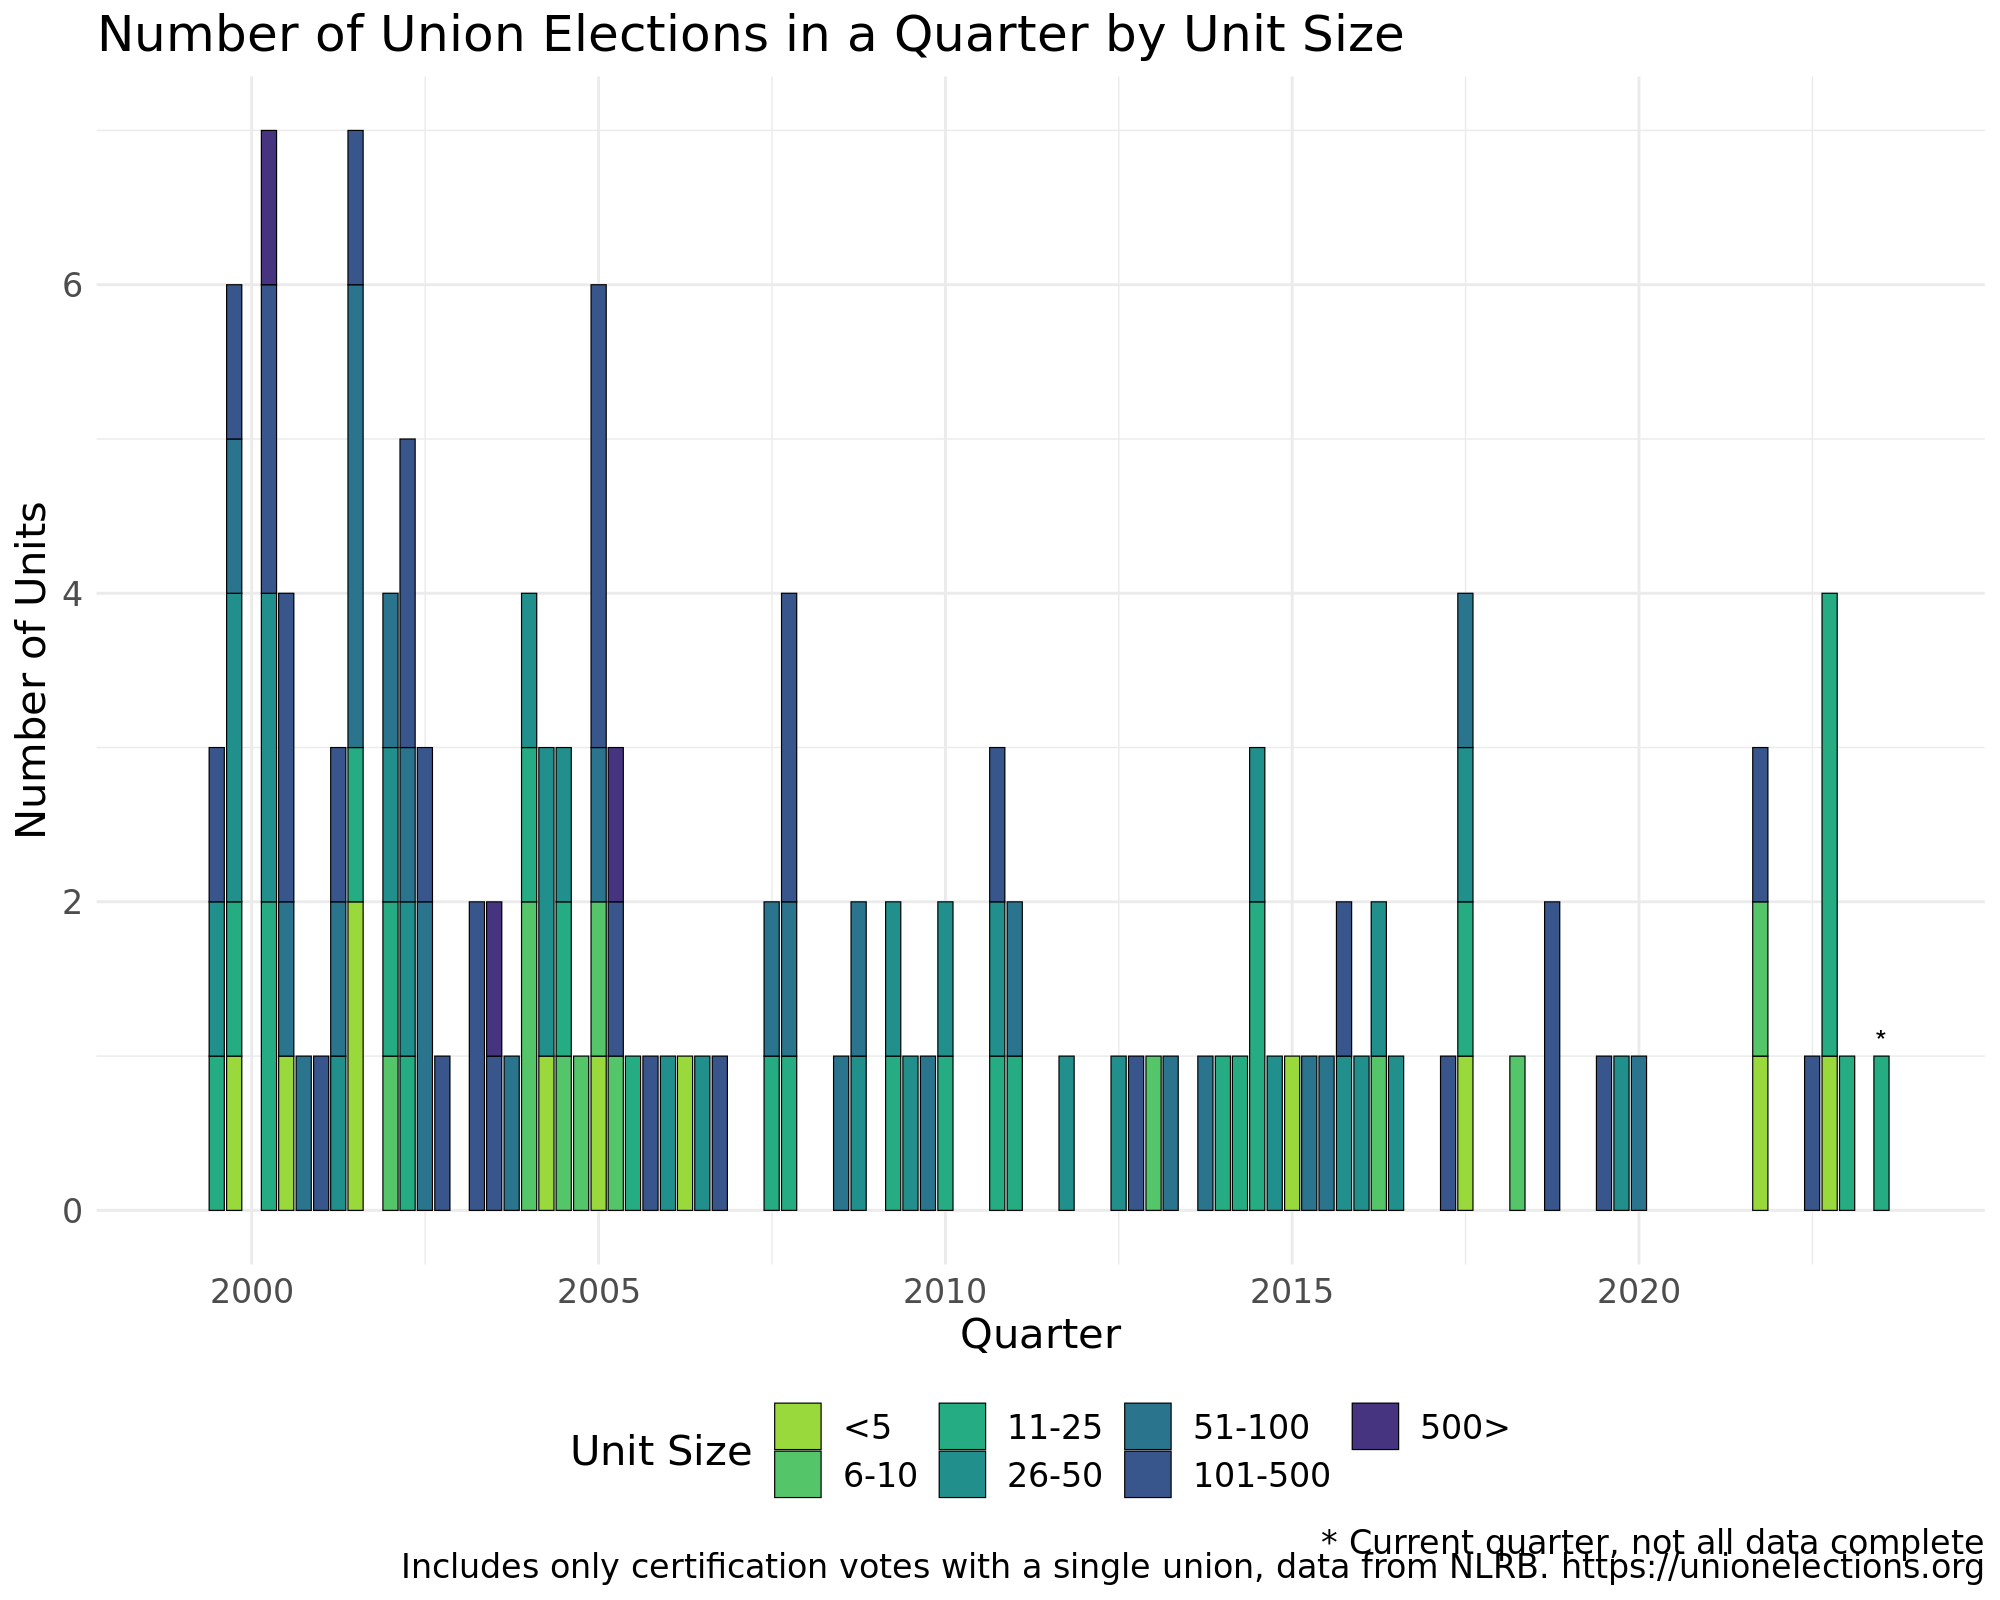 Number of Union Elections in a Quarter by Unit Size
Number of Units
6
4
2
0
*
2000 2005 2010 2015 2020
Quarter
Unit Size
<5 11-25 51-100 500>
6-10 26-50 101-500
* Current quarter, not all data complete
Includes only certification votes with a single union, data from NLRB. https://unionelections.org